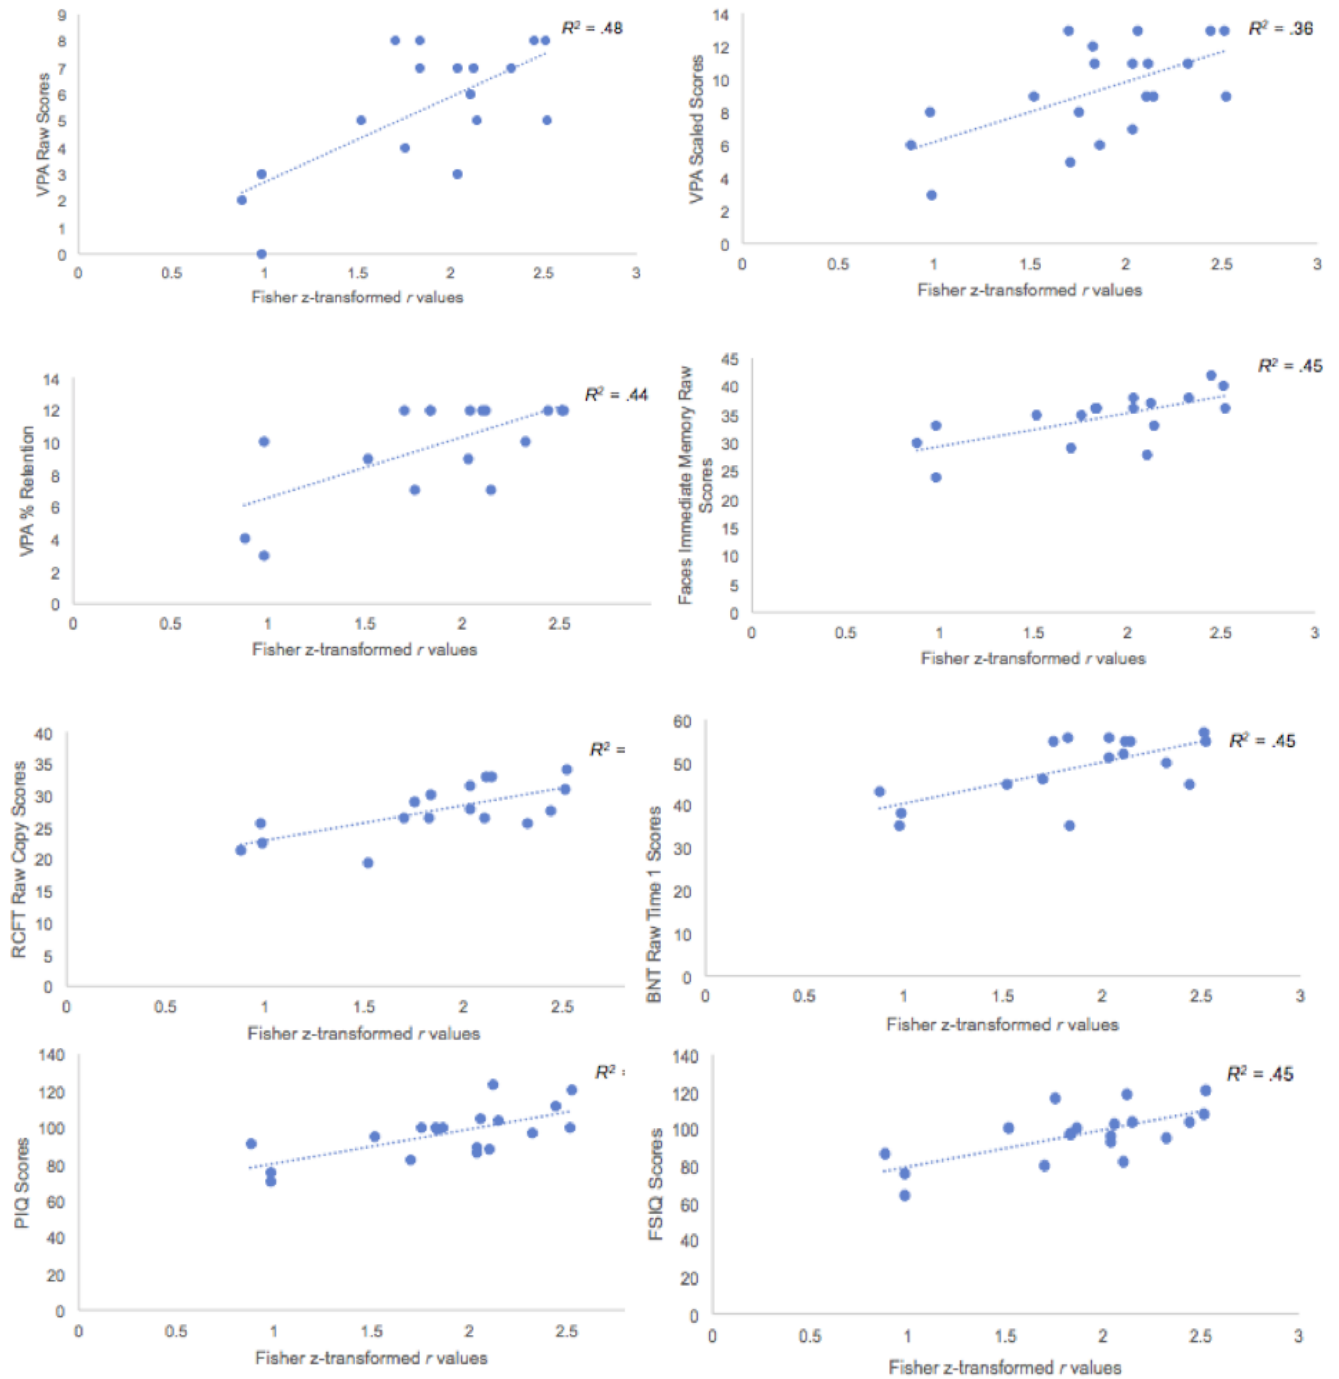 9
8
7
6
5
4
3
2
1
0
VPA Raw Scores
R² = .48
0 0.5 1 1.5 2 2.5 3
Fisher z-transformed r values
14
12
10
8
6
4
2
0
VPA Scaled Scores
R² = .36
0 0.5 1 1.5 2 2.5 3
Fisher z-transformed r values
14
12
10
8
6
4
2
0
VPA % Retention
R² = .44
0 0.5 1 1.5 2 2.5
Fisher z-transformed r values
45
40
35
30
25
20
15
10
5
0
Faces Immediate Memory Raw
Scores
R² = .45
0 0.5 1 1.5 2 2.5 3
Fisher z-transformed r values
40
35
30
25
20
15
10
5
0
RCFT Raw Copy Scores
R² =
0 0.5 1 1.5 2 2.5
Fisher z-transformed r values
60
50
40
30
20
10
0
BNT Raw Time 1 Scores
R² = .45
0 0.5 1 1.5 2 2.5 3
Fisher z-transformed r values
140
120
100
80
60
40
20
0
PIQ Scores
R² =
0 0.5 1 1.5 2 2.5
Fisher z-transformed r values
140
120
100
80
60
40
20
0
FSIQ Scores
R² = .45
0 0.5 1 1.5 2 2.5 3
Fisher z-transformed r values